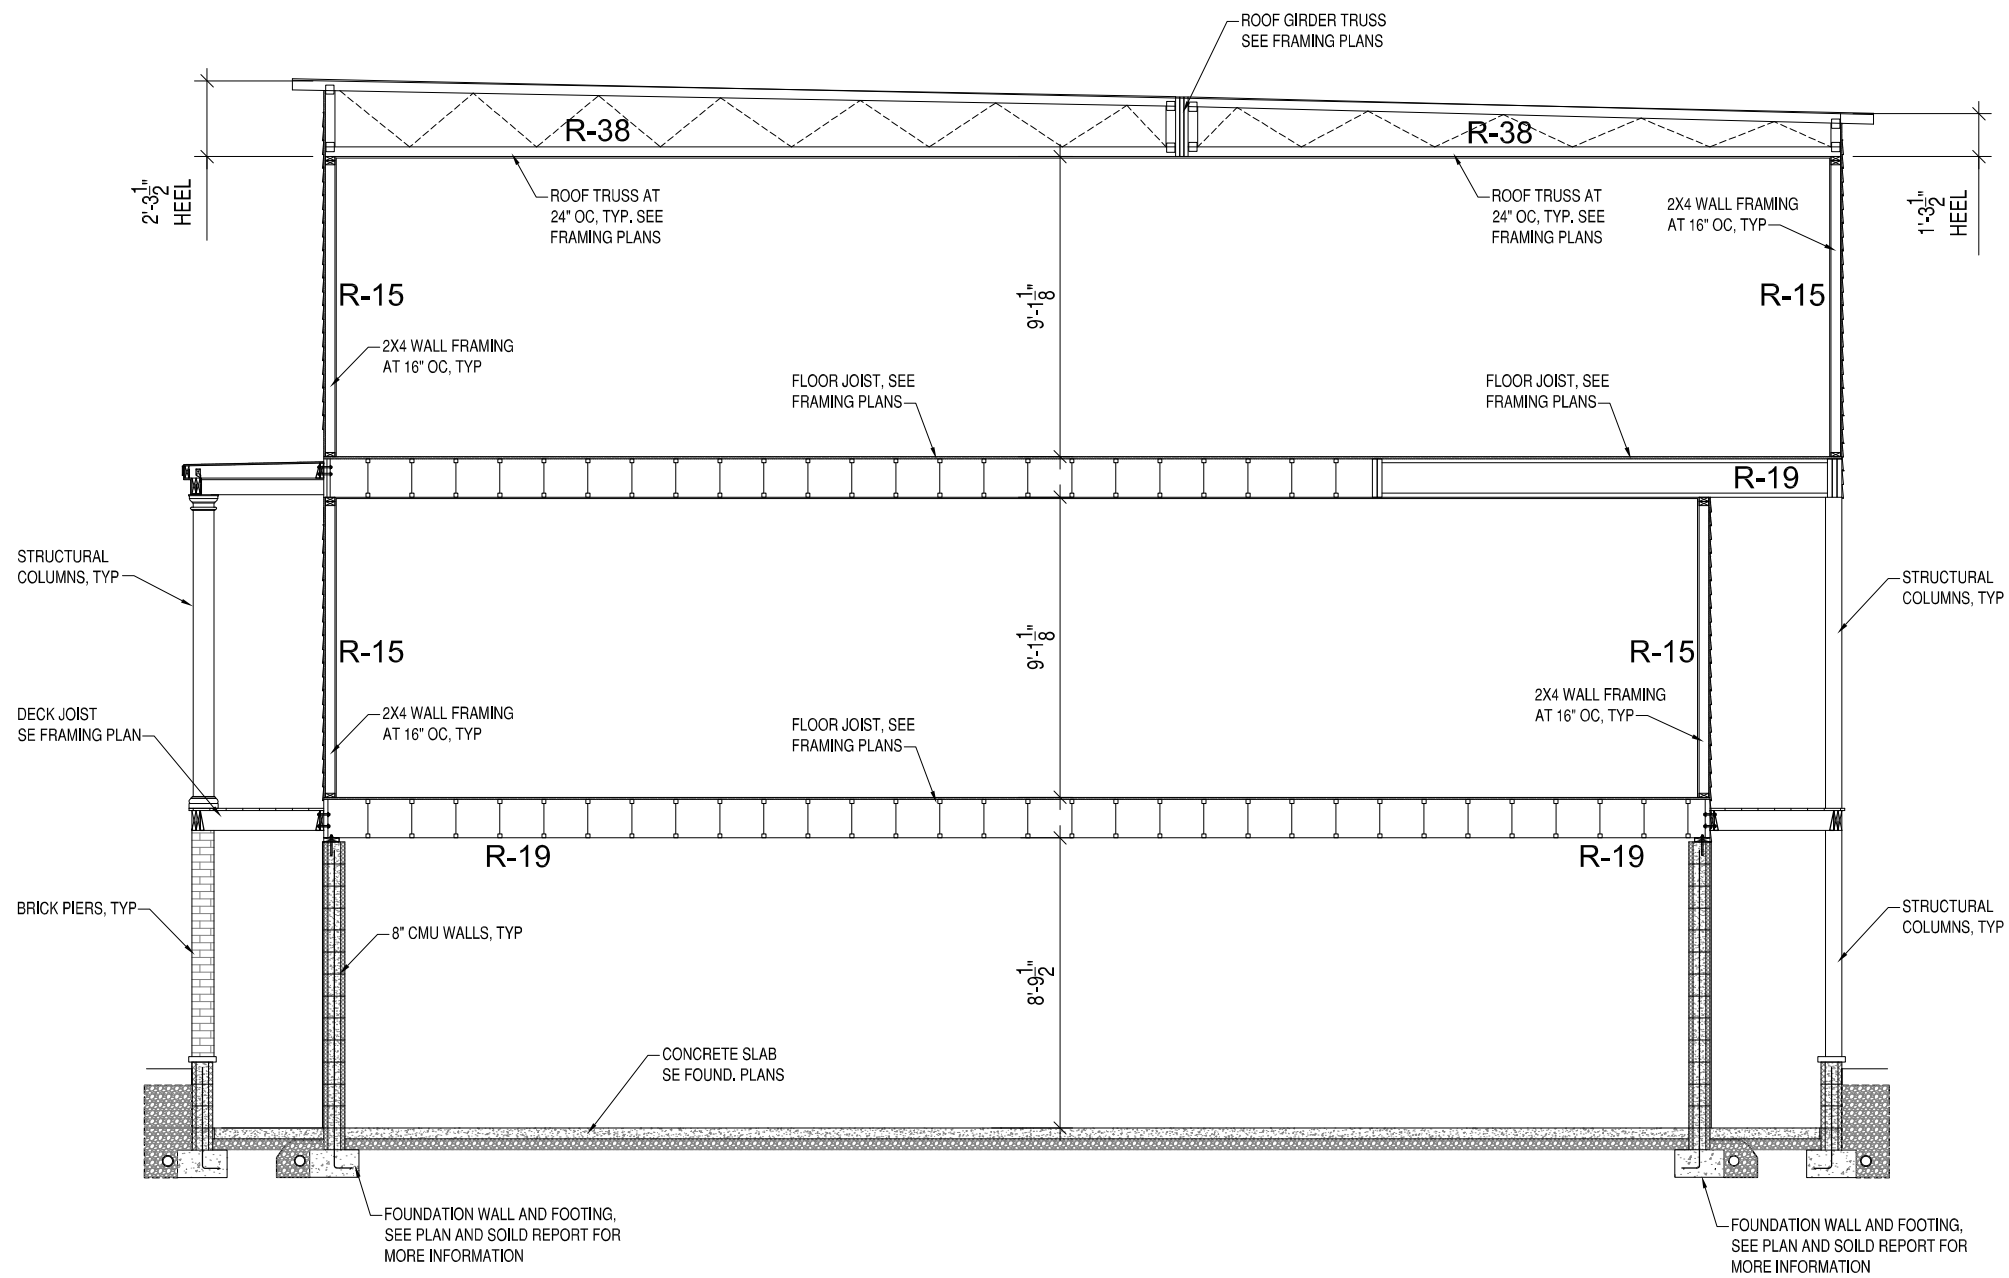 ROOF GIRDER TRUSS
SEE FRAMING PLANS
R-38
R-38
2'-3 1/2"
HEEL
ROOF TRUSS AT
24" OC, TYP. SEE
FRAMING PLANS
ROOF TRUSS AT
24" OC, TYP. SEE
FRAMING PLANS
2X4 WALL FRAMING
AT 16" OC, TYP
1'-3 1/2"
HEEL
R-15
9'-1 1/8"
R-15
2X4 WALL FRAMING
AT 16" OC, TYP
FLOOR JOIST, SEE
FRAMING PLANS
FLOOR JOIST, SEE
FRAMING PLANS
R-19
STRUCTURAL
COLUMNS, TYP
STRUCTURAL
COLUMNS, TYP
R-15
9'-1 1/8"
R-15
DECK JOIST
SE FRAMING PLAN
2X4 WALL FRAMING
AT 16" OC, TYP
FLOOR JOIST, SEE
FRAMING PLANS
2X4 WALL FRAMING
AT 16" OC, TYP
R-19
R-19
BRICK PIERS, TYP
8" CMU WALLS, TYP
8'-9 1/2"
STRUCTURAL
COLUMNS, TYP
CONCRETE SLAB
SE FOUND. PLANS
FOUNDATION WALL AND FOOTING,
SEE PLAN AND SOILD REPORT FOR
MORE INFORMATION
FOUNDATION WALL AND FOOTING,
SEE PLAN AND SOILD REPORT FOR
MORE INFORMATION